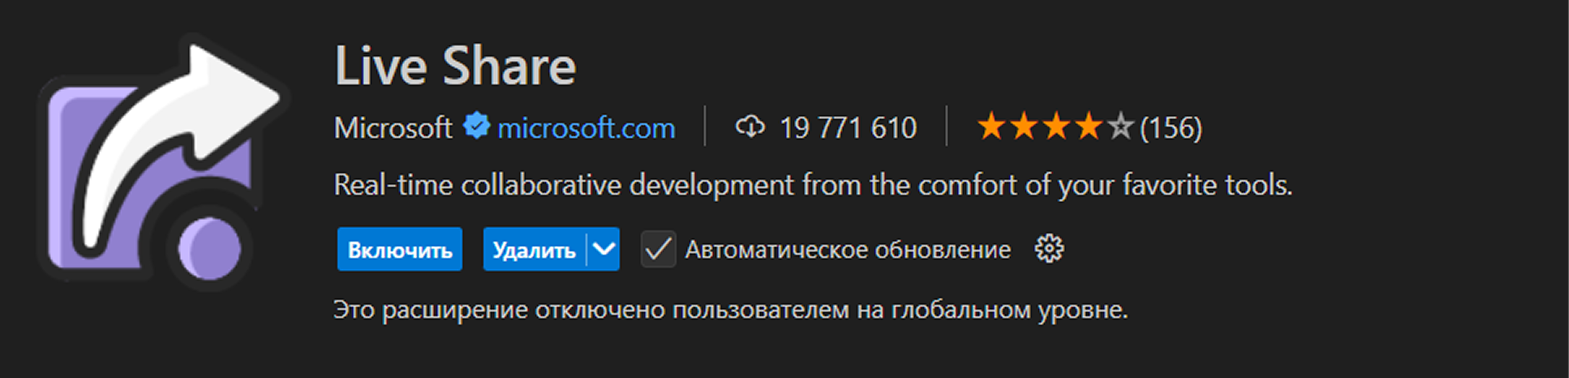 Live Share
Microsoft microsoft.com 19 771 610 (156)
Real-time collaborative development from the comfort of your favorite tools.
Включить Удалить Автоматическое обновление
Это расширение отключено пользователем на глобальном уровне.